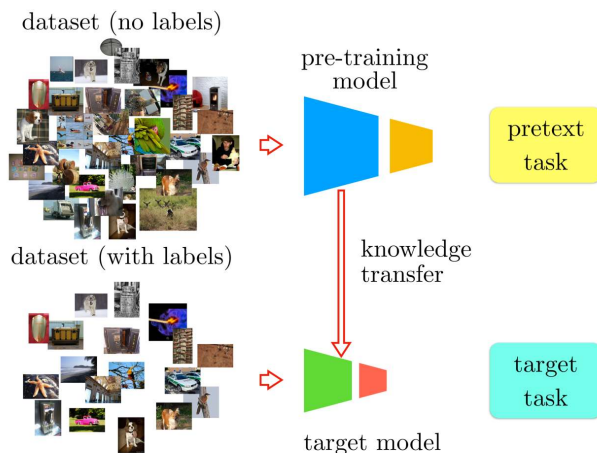 dataset (no labels)
pre-training
model
pretext
task
dataset (with labels)
knowledge
transfer
target
task
target model